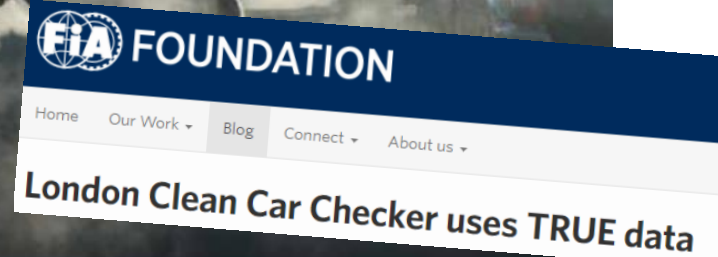 FiA FOUNDATION
Home Our Work Blog Connect About us
London Clean Car Checker uses TRUE data